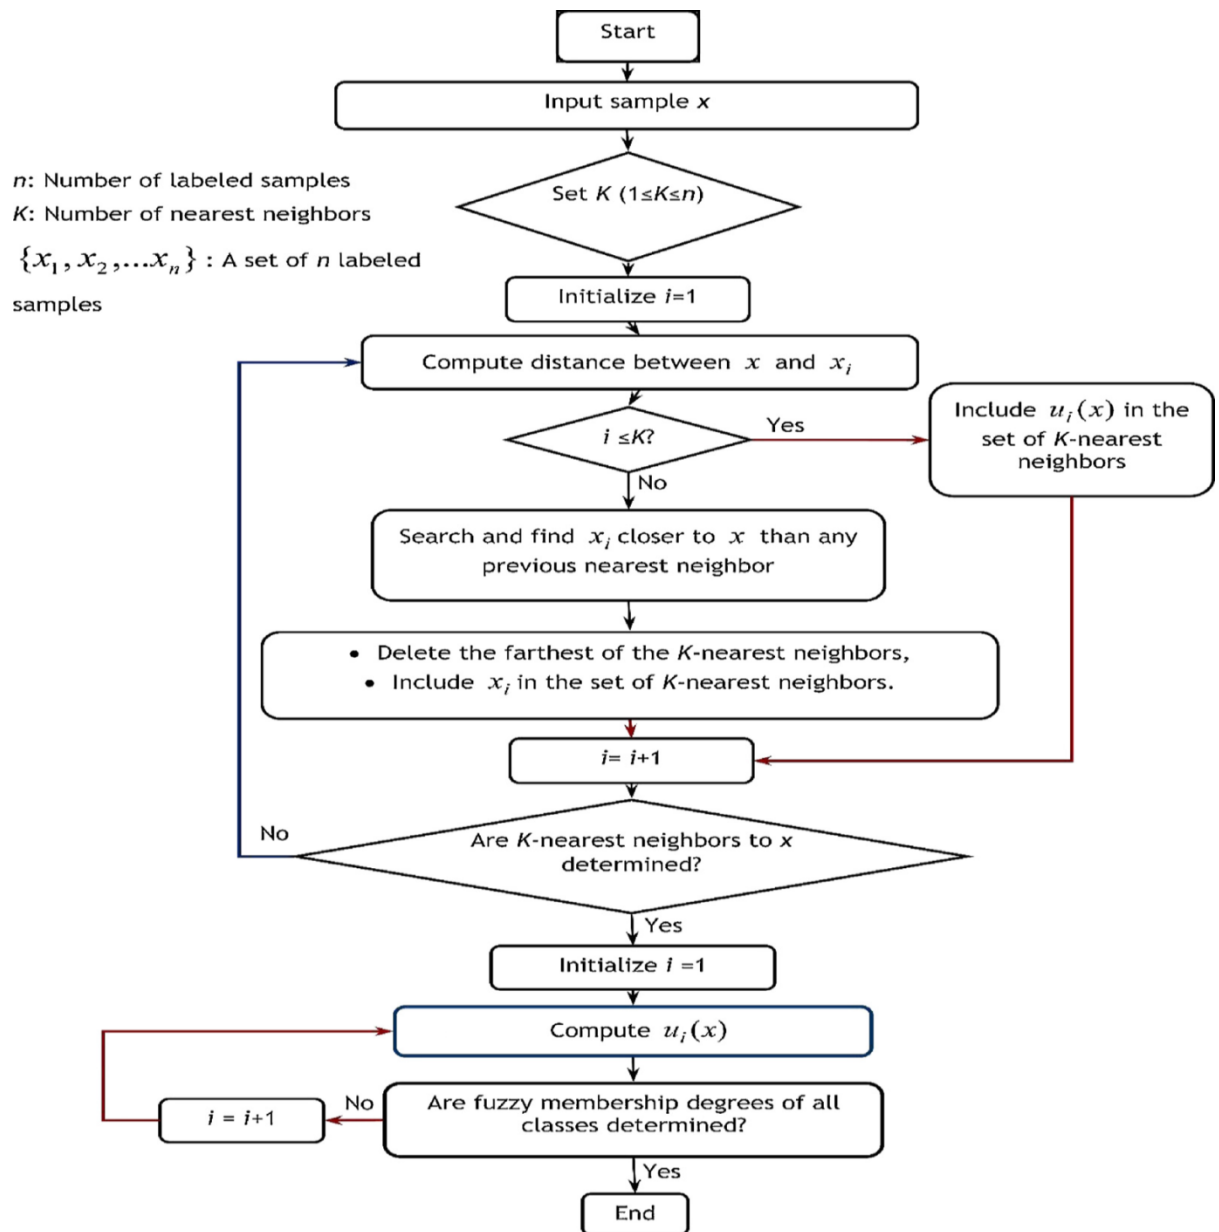 Start
Input sample x
Set K (1≤K≤n)
n: Number of labeled samples
K: Number of nearest neighbors
{x₁, x₂,...xₙ} : A set of n labeled
samples
Initialize i=1
Compute distance between x and xᵢ
i ≤K?
Yes
Include uᵢ(x) in the
set of K-nearest
neighbors
No
Search and find xᵢ closer to x than any
previous nearest neighbor
• Delete the farthest of the K-nearest neighbors,
• Include xᵢ in the set of K-nearest neighbors.
i= i+1
No
Are K-nearest neighbors to x
determined?
Yes
Initialize i =1
Compute uᵢ(x)
Are fuzzy membership degrees of all
classes determined?
No
i = i+1
Yes
End